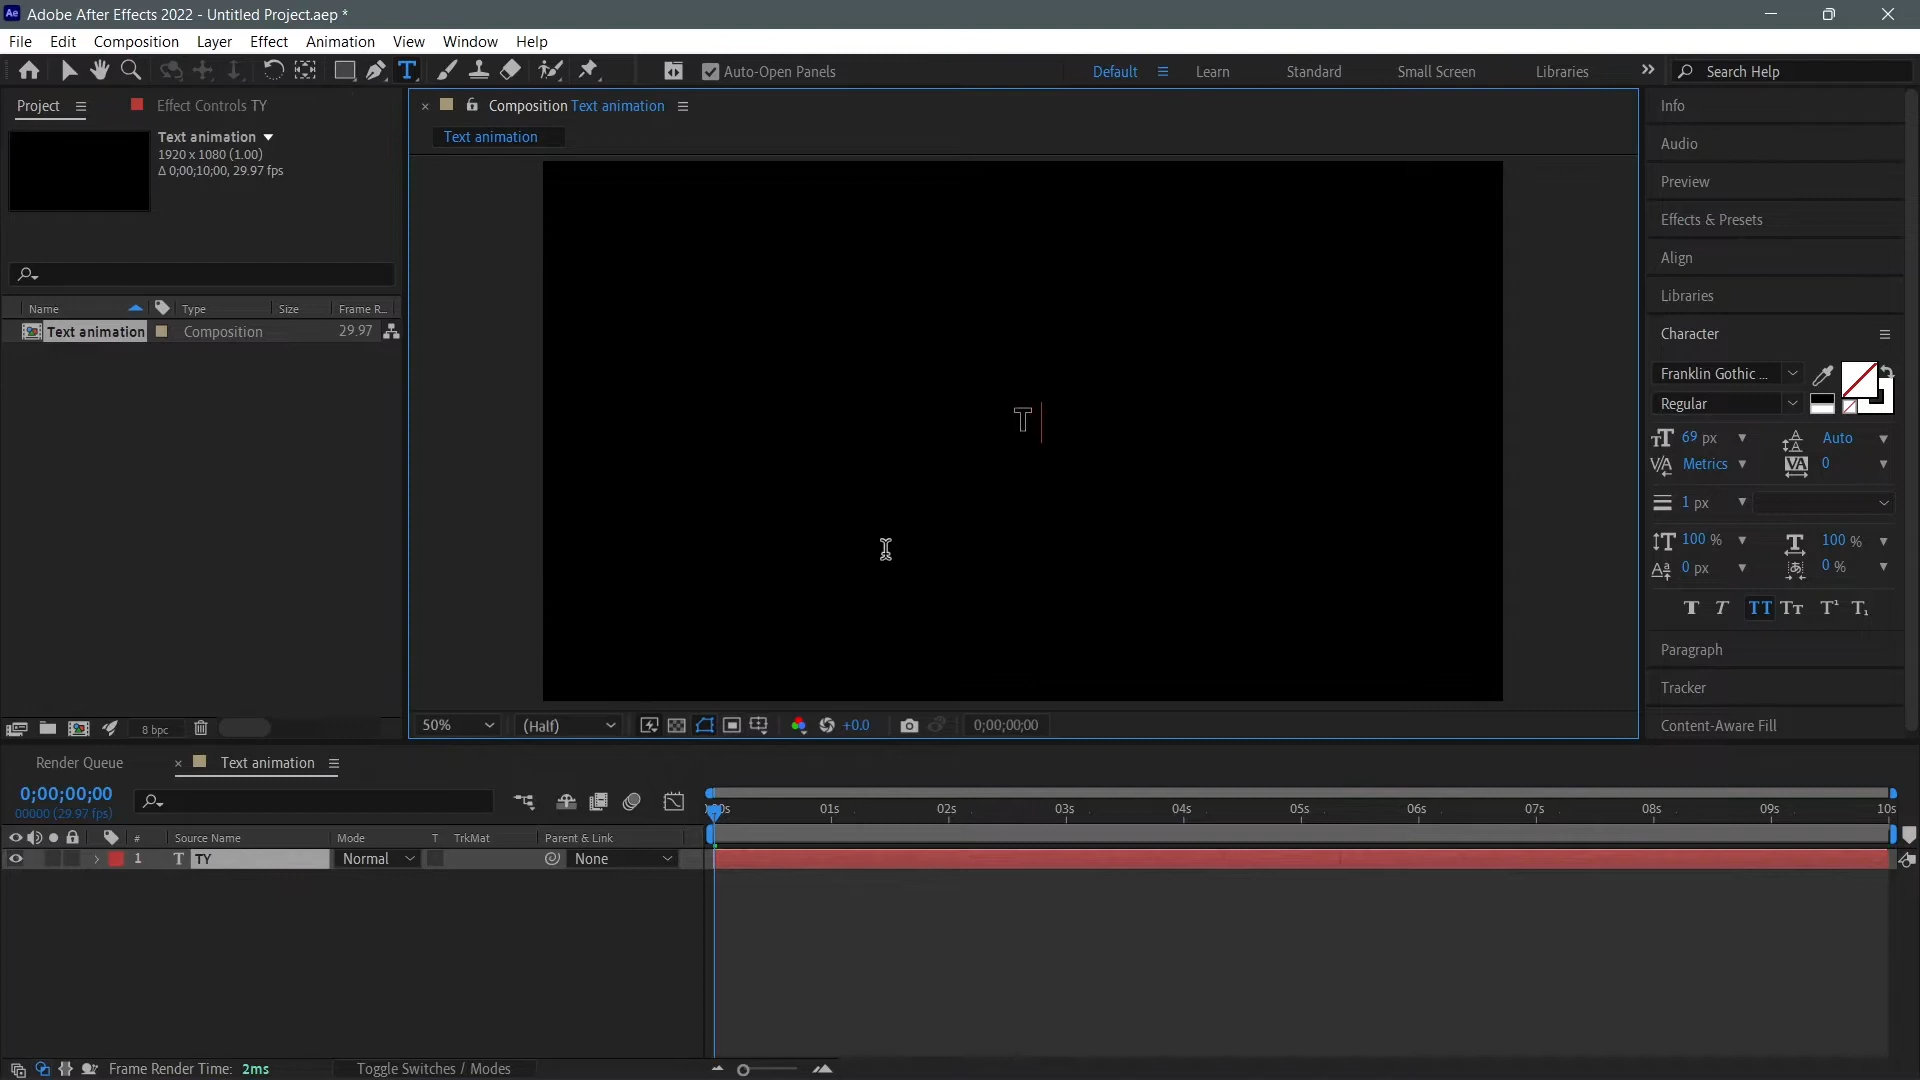 Ae Adobe After Effects 2022 - Untitled Project.aep *
File Edit Composition Layer Effect Animation View Window Help
Auto-Open Panels Default Learn Standard Small Screen Libraries Search Help
Project Effect Controls TY
Text animation
1920 x 1080 (1.00)
Δ 0;00;10;00, 29.97 fps
Name Type Size Frame R...
Text animation Composition 29.97
8 bpc
Composition Text animation
Text animation
T
50% (Half) +0.0 0;00;00;00
Info
Audio
Preview
Effects & Presets
Align
Libraries
Character
Franklin Gothic ...
Regular
69 px Auto
Metrics 0
1 px
100 % 100 %
0 px 0 %
Paragraph
Tracker
Content-Aware Fill
Render Queue Text animation
0;00;00;00
00000 (29.97 fps)
01s 02s 03s 04s 05s 06s 07s 08s 09s 10s
# Source Name Mode T TrkMat Parent & Link
1 T TY Normal None
Frame Render Time: 2ms Toggle Switches / Modes